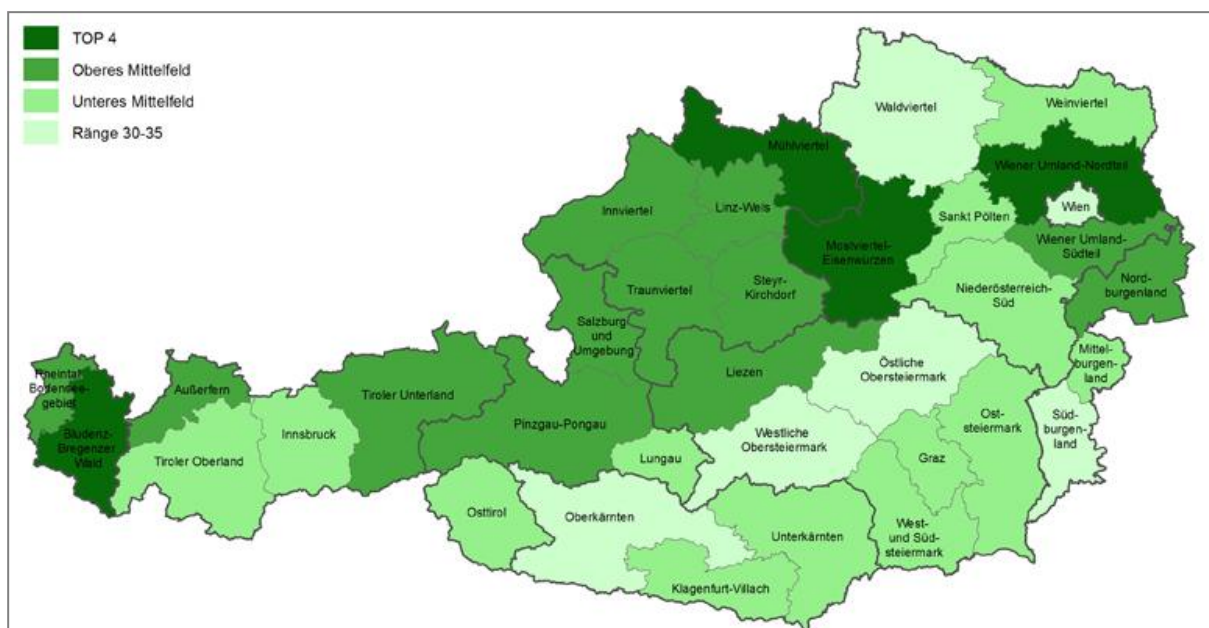 TOP 4
Oberes Mittelfeld
Unteres Mittelfeld
Ränge 30-35
Waldviertel
Weinviertel
Mühlviertel
Wiener Umland-Nordteil
Innviertel
Linz-Wels
Sankt Pölten
Wien
Mostviertel-
Eisenwurzen
Wiener Umland-
Südteil
Traunviertel
Steyr-
Kirchdorf
Niederösterreich-
Süd
Nord-
burgenland
Salzburg
und
Umgebung
Mittel-
burgenland
Rheintal-
Bodensee-
gebiet
Außerfern
Tiroler Unterland
Liezen
Östliche
Obersteiermark
Bludenz-
Bregenzer
Wald
Tiroler Oberland
Innsbruck
Pinzgau-Pongau
Lungau
Westliche
Obersteiermark
Ost-
steiermark
Süd-
burgenland
Graz
Osttirol
Oberkärnten
Unterkärnten
West-
und Süd-
steiermark
Klagenfurt-Villach